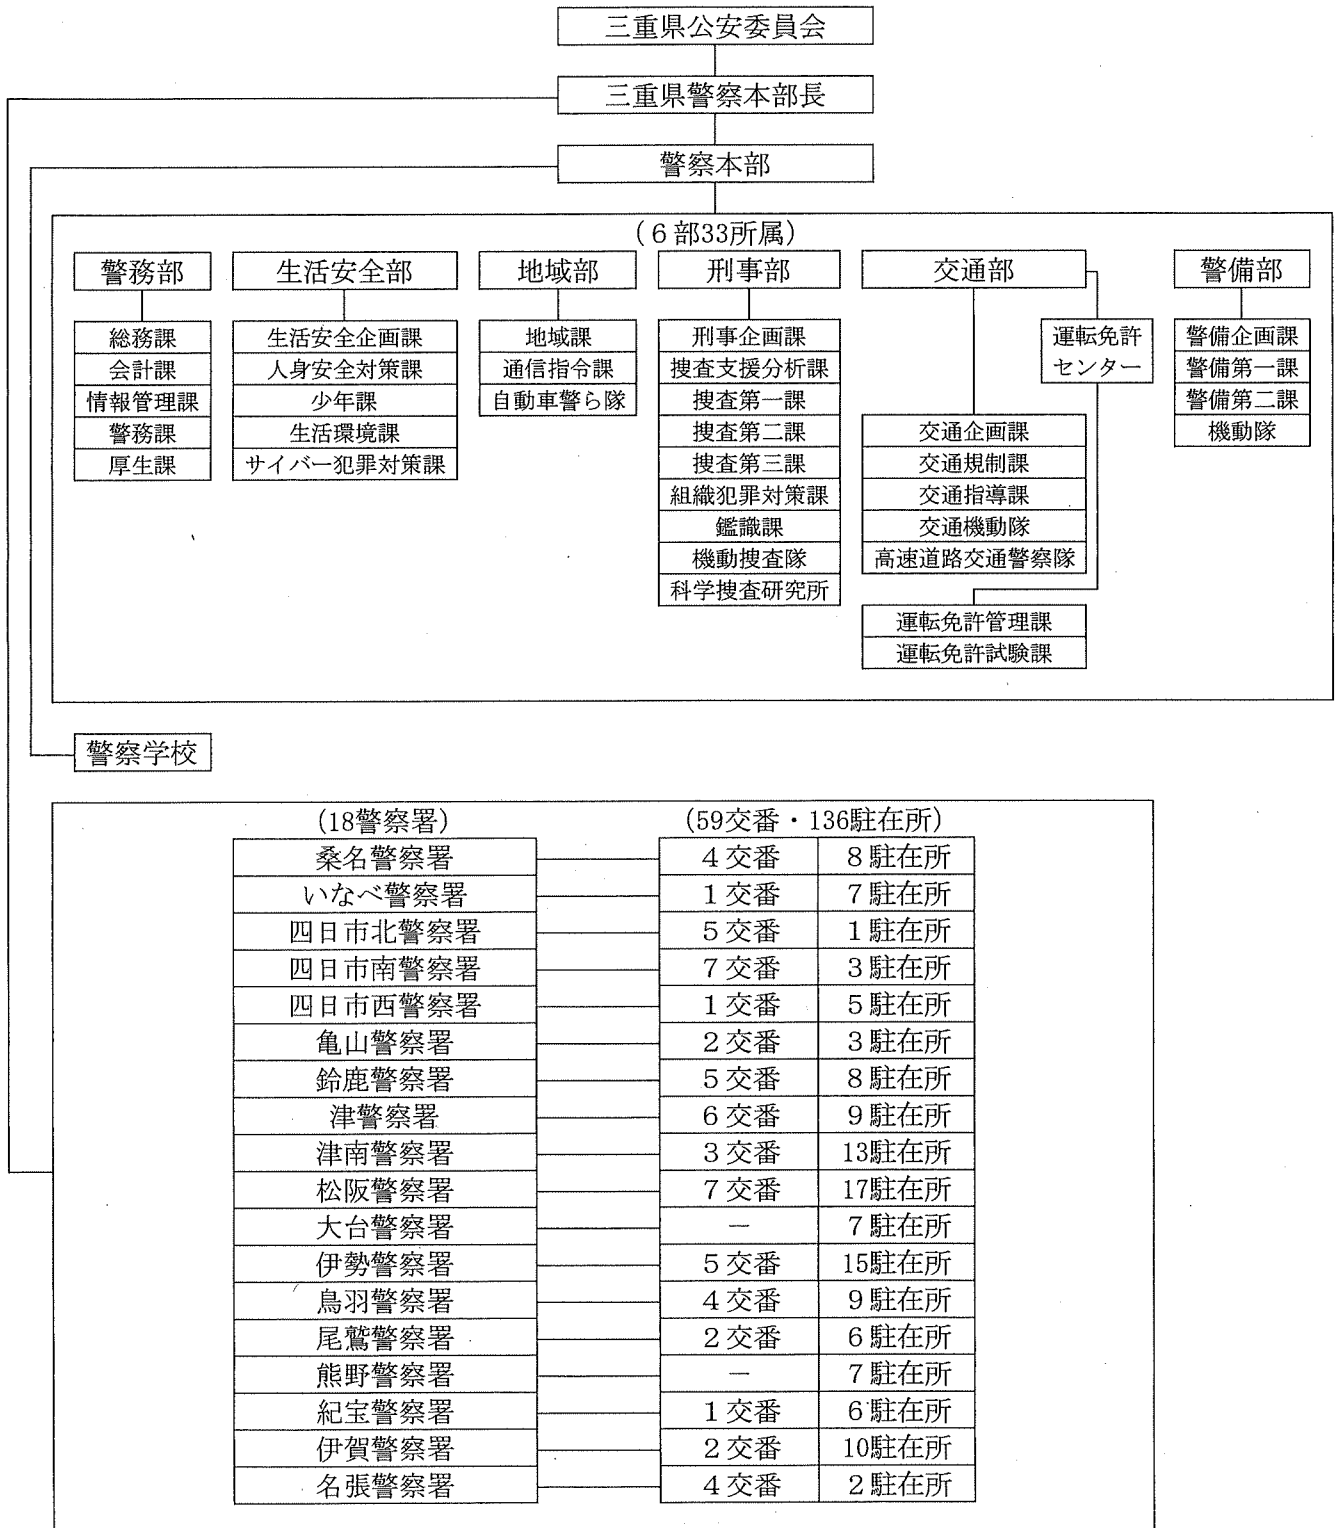 三重県公安委員会
三重県警察本部長
警察本部
(6部33所属)
警務部
総務課
会計課
情報管理課
警務課
厚生課
生活安全部
生活安全企画課
人身安全対策課
少年課
生活環境課
サイバー犯罪対策課
地域部
地域課
通信指令課
自動車警ら隊
刑事部
刑事企画課
捜査支援分析課
捜査第一課
捜査第二課
捜査第三課
組織犯罪対策課
鑑識課
機動捜査隊
科学捜査研究所
交通部
運転免許
センター
交通企画課
交通規制課
交通指導課
交通機動隊
高速道路交通警察隊
運転免許管理課
運転免許試験課
警備部
警備企画課
警備第一課
警備第二課
機動隊
警察学校
(18警察署) (59交番・136駐在所)
桑名警察署 4交番 8駐在所
いなべ警察署 1交番 7駐在所
四日市北警察署 5交番 1駐在所
四日市南警察署 7交番 3駐在所
四日市西警察署 1交番 5駐在所
亀山警察署 2交番 3駐在所
鈴鹿警察署 5交番 8駐在所
津警察署 6交番 9駐在所
津南警察署 3交番 13駐在所
松阪警察署 7交番 17駐在所
大台警察署 － 7駐在所
伊勢警察署 5交番 15駐在所
鳥羽警察署 4交番 9駐在所
尾鷲警察署 2交番 6駐在所
熊野警察署 － 7駐在所
紀宝警察署 1交番 6駐在所
伊賀警察署 2交番 10駐在所
名張警察署 4交番 2駐在所